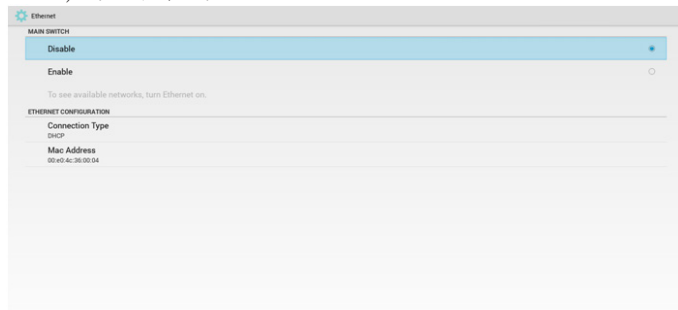 Ethernet
MAIN SWITCH
Disable
Enable
To see available networks, turn Ethernet on.
ETHERNET CONFIGURATION
Connection Type
DHCP
Mac Address
00:e0:4c:36:00:04